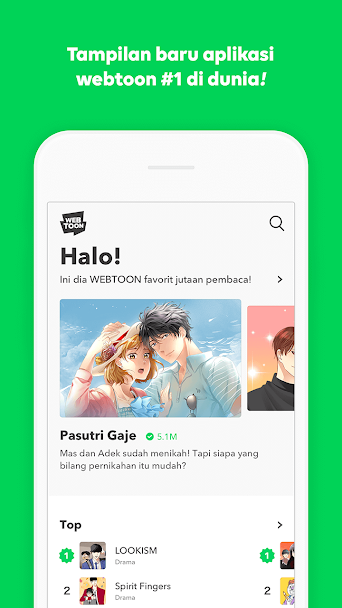 Tampilan baru aplikasi
webtoon #1 di dunia!
WEB
TOON
Halo!
Ini dia WEBTOON favorit jutaan pembaca!
Pasutri Gaje 5.1M
Mas dan Adek sudah menikah! Tapi siapa yang
bilang pernikahan itu mudah?
Top
1 LOOKISM
Drama
1
2 Spirit Fingers
Drama
2